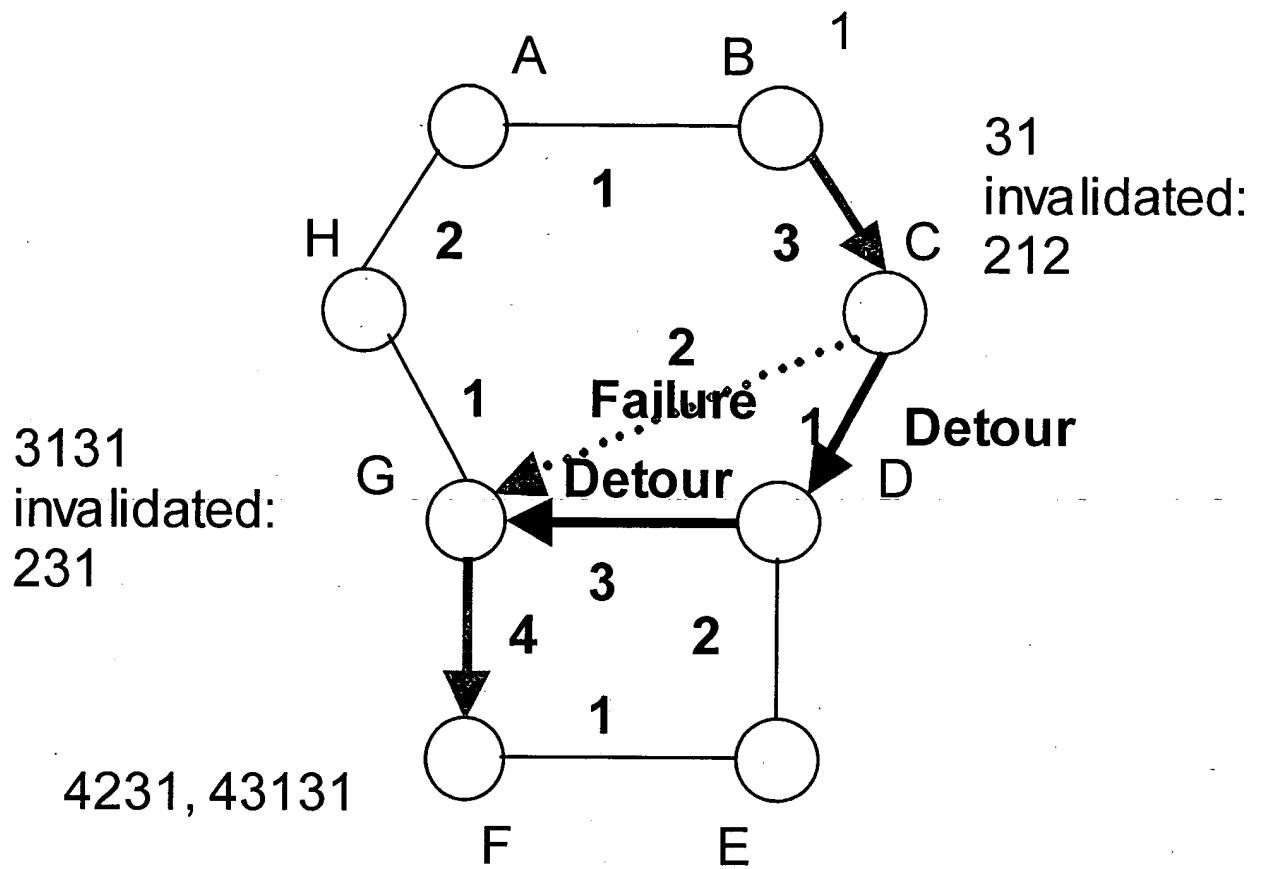 A
B
1
31
invalidated:
212
1
H
2
3
C
2
Failure
1
1
Detour
3131
invalidated:
231
G
Detour
D
3
4
2
1
4231, 43131
F
E